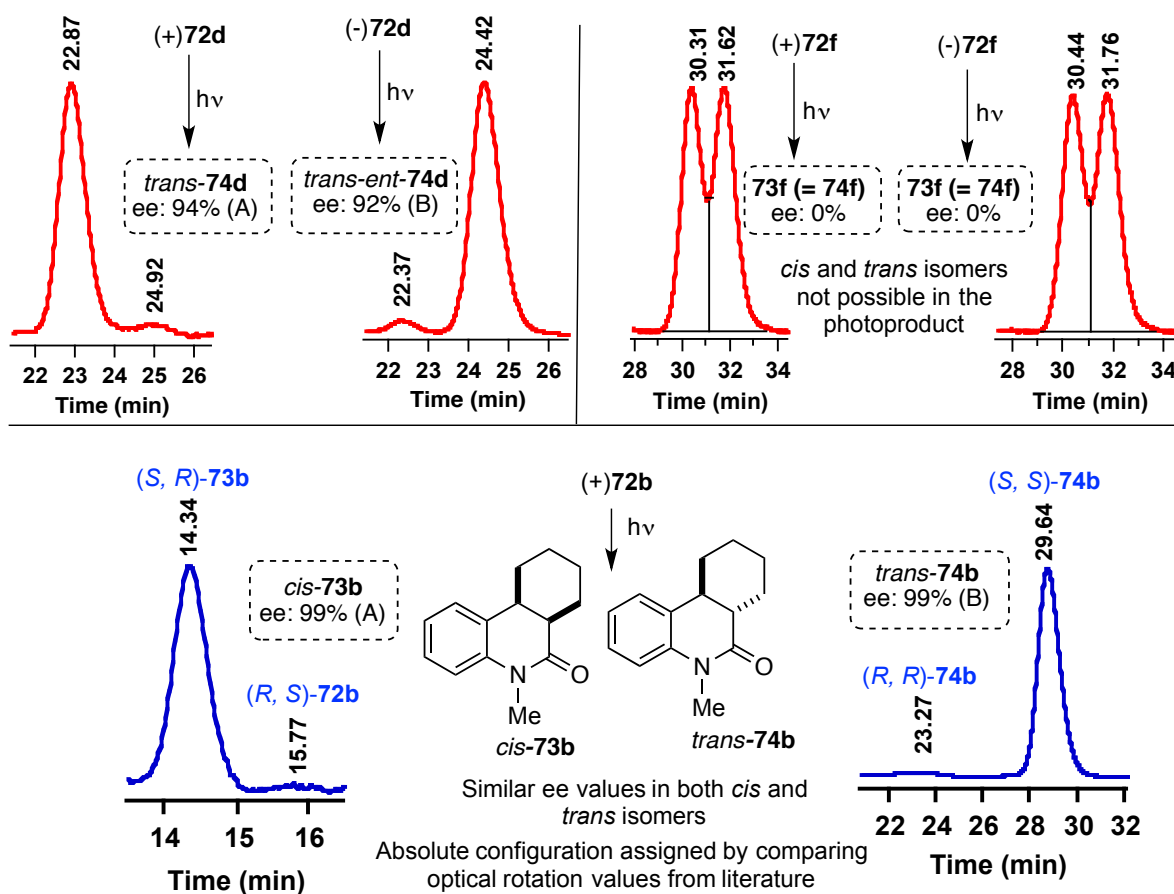 (+)72d
hν
22.87
24.92
trans-74d
ee: 94% (A)
22 23 24 25 26
Time (min)
(-)72d
hν
24.42
22.37
trans-ent-74d
ee: 92% (B)
22 23 24 25 26
Time (min)
(+)72f
hν
30.31
31.62
73f (= 74f)
ee: 0%
28 30 32 34
Time (min)
(-)72f
hν
30.44
31.76
73f (= 74f)
ee: 0%
28 30 32 34
Time (min)
cis and trans isomers
not possible in the
photoproduct
(S, R)-73b
14.34
cis-73b
ee: 99% (A)
(R, S)-72b
15.77
14 15 16
Time (min)
(+)72b
hν
N
O
Me
cis-73b
N
O
Me
trans-74b
Similar ee values in both cis and
trans isomers
Absolute configuration assigned by comparing
optical rotation values from literature
(S, S)-74b
29.64
trans-74b
ee: 99% (B)
(R, R)-74b
23.27
22 24 26 28 30 32
Time (min)